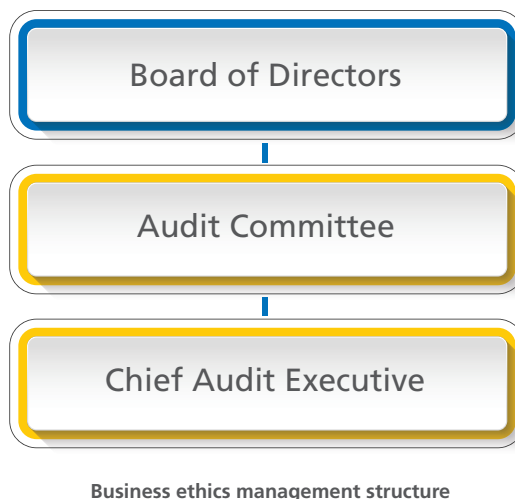 Board of Directors
Audit Committee
Chief Audit Executive
Business ethics management structure